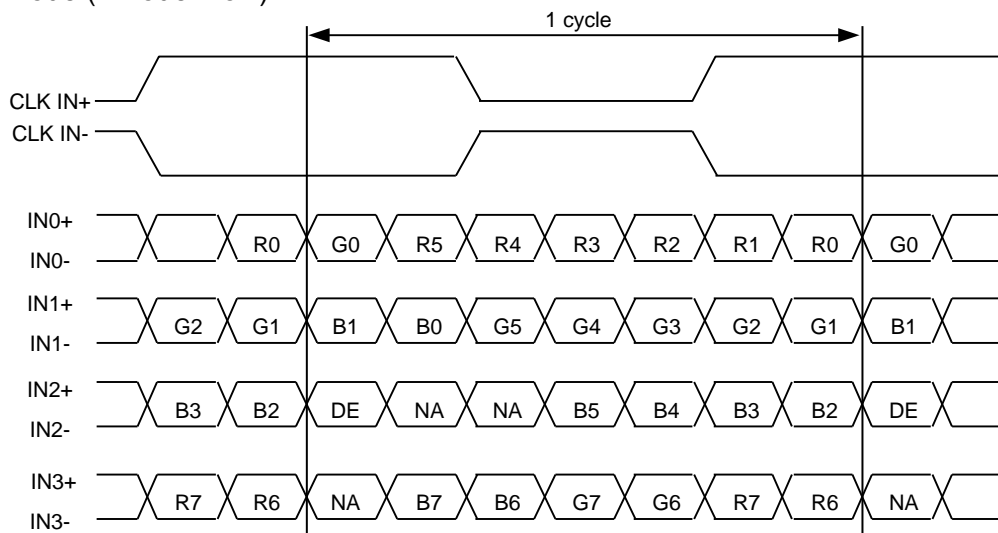 1 cycle
CLK IN+
CLK IN-
IN0+
R0 G0 R5 R4 R3 R2 R1 R0 G0
IN0-
IN1+
G2 G1 B1 B0 G5 G4 G3 G2 G1 B1
IN1-
IN2+
B3 B2 DE NA NA B5 B4 B3 B2 DE
IN2-
IN3+
R7 R6 NA B7 B6 G7 G6 R7 R6 NA
IN3-